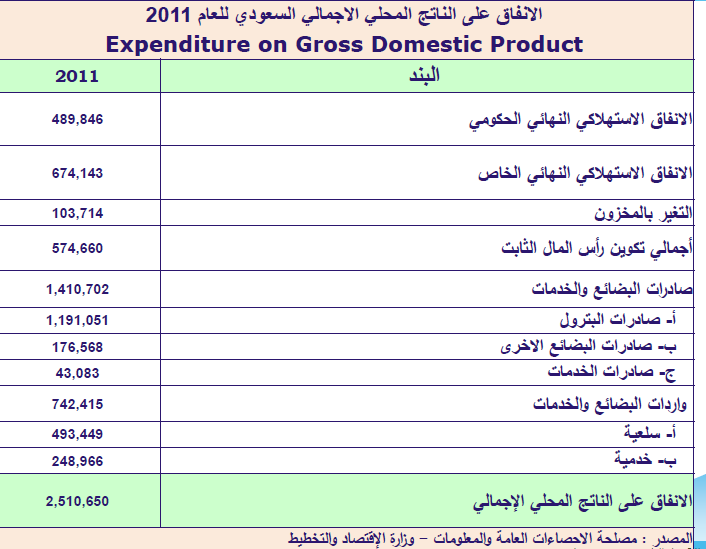 الانفاق على الناتج المحلي الاجمالي السعودي للعام 2011
Expenditure on Gross Domestic Product
البند 2011
الانفاق الاستهلاكي النهائي الحكومي 489,846
الانفاق الاستهلاكي النهائي الخاص 674,143
التغير بالمخزون 103,714
أجمالي تكوين رأس المال الثابت 574,660
صادرات البضائع والخدمات 1,410,702
أ- صادرات البترول 1,191,051
ب- صادرات البضائع الاخرى 176,568
ج- صادرات الخدمات 43,083
واردات البضائع والخدمات 742,415
أ- سلعية 493,449
ب- خدمية 248,966
الانفاق على الناتج المحلي الإجمالي 2,510,650
المصدر : مصلحة الاحصاءات العامة والمعلومات - وزارة الإقتصاد والتخطيط